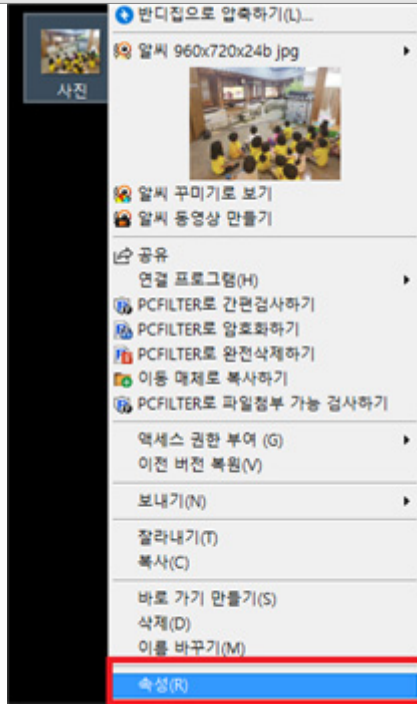 반디집으로 압축하기(L)...
알씨 960x720x24b jpg
사진
알씨 꾸미기로 보기
알씨 동영상 만들기
공유
연결 프로그램(H)
PCFILTER로 간편검사하기
PCFILTER로 암호화하기
PCFILTER로 완전삭제하기
이동 매체로 복사하기
PCFILTER로 파일첨부 가능 검사하기
액세스 권한 부여 (G)
이전 버전 복원(V)
보내기(N)
잘라내기(T)
복사(C)
바로 가기 만들기(S)
삭제(D)
이름 바꾸기(M)
속성(R)